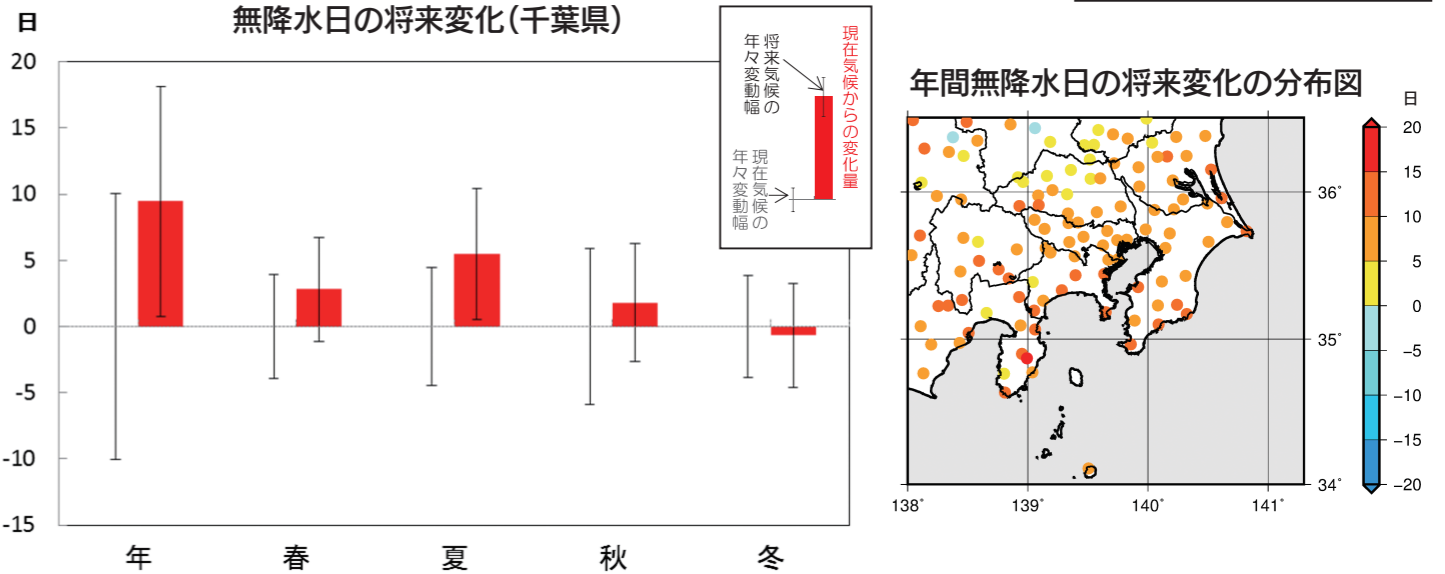 無降水日の将来変化(千葉県)
日
20
15
10
5
0
-5
-10
-15
年
春
夏
秋
冬
現在気候からの変化量
将来気候の
年々変動幅
現在気候の
年々変動幅
年間無降水日の将来変化の分布図
日
20
15
10
5
0
−5
−10
−15
−20
36°
35°
34°
138°
139°
140°
141°